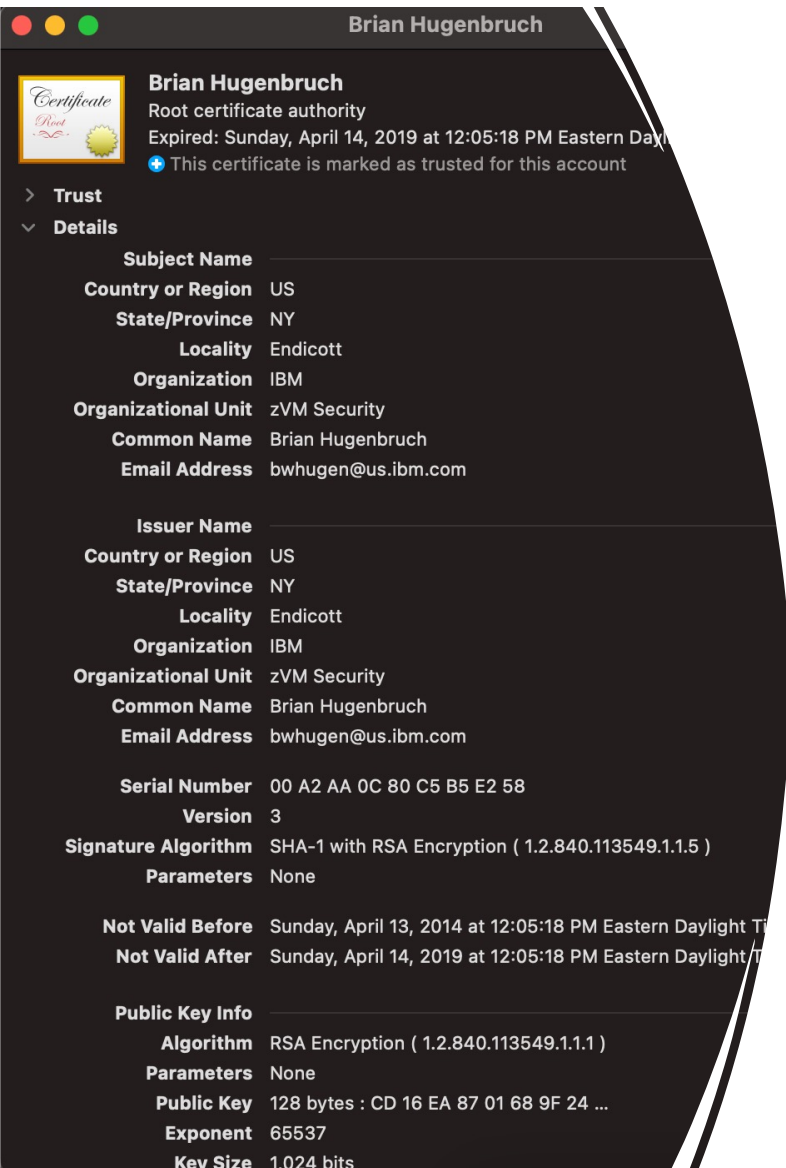 Brian Hugenbruch
Certificate
Root
Brian Hugenbruch
Root certificate authority
Expired: Sunday, April 14, 2019 at 12:05:18 PM Eastern
This certificate is marked as trusted for this account
Trust
Details
Subject Name
Country or Region US
State/Province NY
Locality Endicott
Organization IBM
Organizational Unit zVM Security
Common Name Brian Hugenbruch
Email Address bwhugen@us.ibm.com
Issuer Name
Country or Region US
State/Province NY
Locality Endicott
Organization IBM
Organizational Unit zVM Security
Common Name Brian Hugenbruch
Email Address bwhugen@us.ibm.com
Serial Number 00 A2 AA 0C 80 C5 B5 E2 58
Version 3
Signature Algorithm SHA-1 with RSA Encryption ( 1.2.840.113549.1.1.5 )
Parameters None
Not Valid Before Sunday, April 13, 2014 at 12:05:18 PM Eastern Daylight
Not Valid After Sunday, April 14, 2019 at 12:05:18 PM Eastern Daylight
Public Key Info
Algorithm RSA Encryption ( 1.2.840.113549.1.1.1 )
Parameters None
Public Key 128 bytes : CD 16 EA 87 01 68 9F 24 ...
Exponent 65537
Key Size 1,024 bits